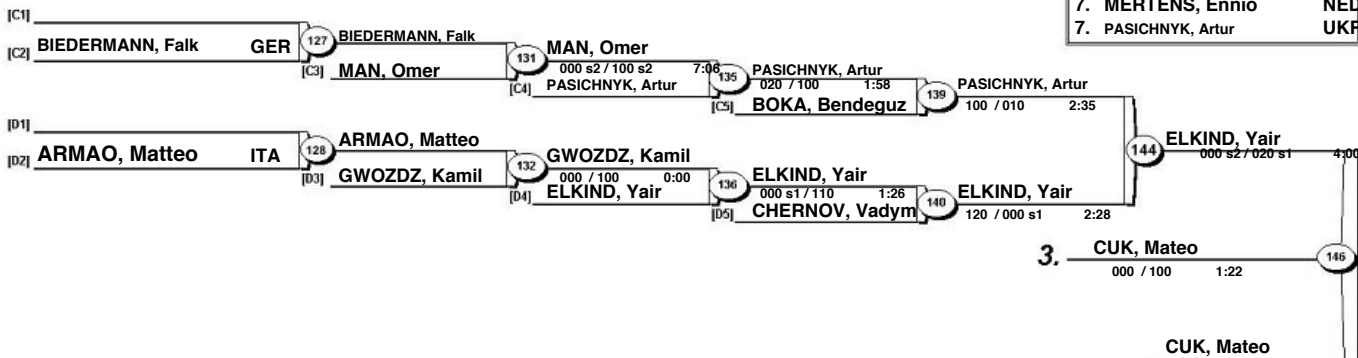 7. MERTENS, Ennio NED
7. PASICHNYK, Artur UKR
[C1]
[C2] BIEDERMANN, Falk GER
127
BIEDERMANN, Falk
[C3] MAN, Omer
131
MAN, Omer
000 s2 / 100 s2 7:06
[C4] PASICHNYK, Artur
135
PASICHNYK, Artur
020 / 100 1:58
[C5] BOKA, Bendeguz
139
PASICHNYK, Artur
100 / 010 2:35
[D1]
[D2] ARMAO, Matteo ITA
128
ARMAO, Matteo
[D3] GWOZDZ, Kamil
132
GWOZDZ, Kamil
000 / 100 0:00
[D4] ELKIND, Yair
136
ELKIND, Yair
000 s1 / 110 1:26
[D5] CHERNOV, Vadym
140
ELKIND, Yair
120 / 000 s1 2:28
144
ELKIND, Yair
000 s2 / 020 s1 4:00
3. CUK, Mateo
000 / 100 1:22
146
CUK, Mateo